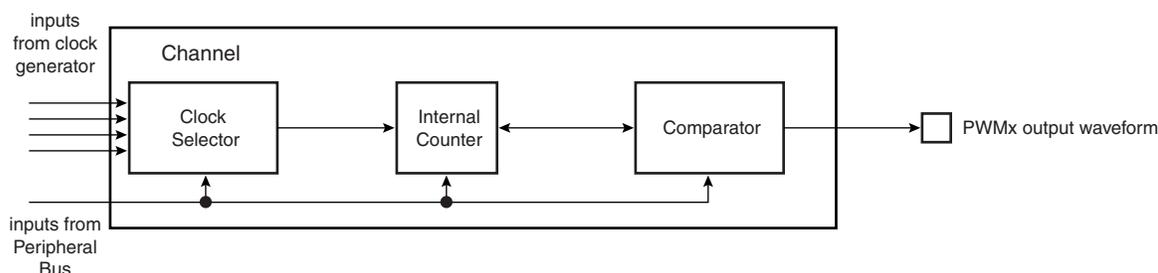 inputs
from clock
generator
Channel
Clock
Selector
Internal
Counter
Comparator
PWMx output waveform
inputs from
Peripheral
Bus